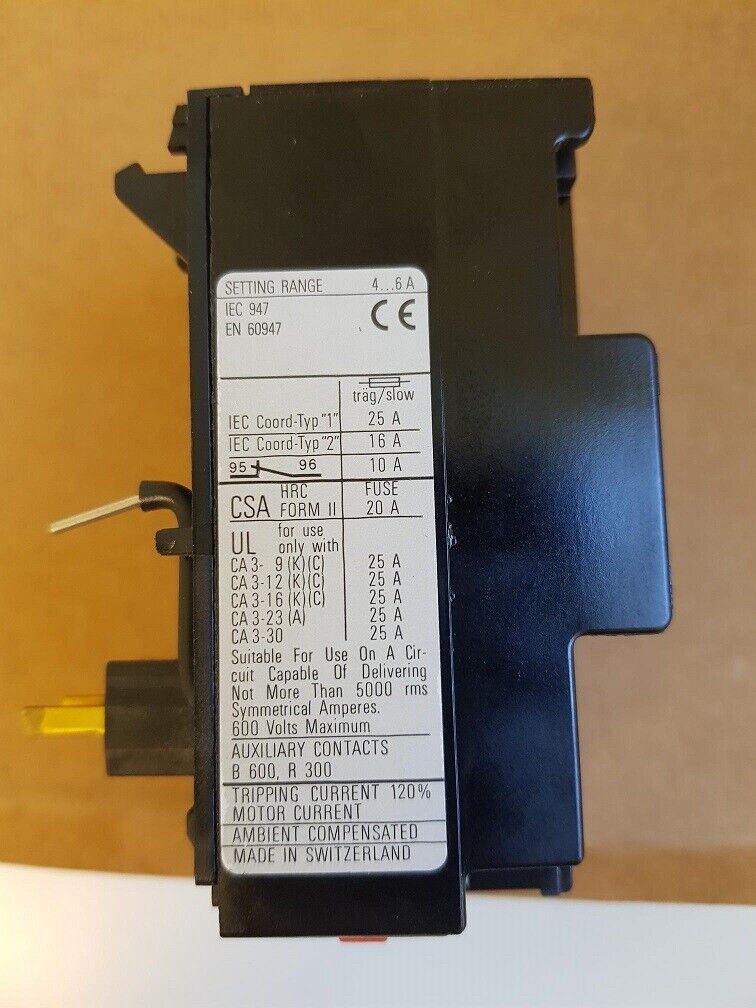 SETTING RANGE 4...6 A
IEC 947
EN 60947 CE
träg/slow
IEC Coord-Typ "1" 25 A
IEC Coord-Typ "2" 16 A
95 96 10 A
CSA HRC FORM II FUSE 20 A
UL for use only with
CA 3- 9 (K)(C) 25 A
CA 3-12 (K)(C) 25 A
CA 3-16 (K)(C) 25 A
CA 3-23 (A) 25 A
CA 3-30 25 A
Suitable For Use On A Cir-
cuit Capable Of Delivering
Not More Than 5000 rms
Symmetrical Amperes.
600 Volts Maximum
AUXILIARY CONTACTS
B 600, R 300
TRIPPING CURRENT 120%
MOTOR CURRENT
AMBIENT COMPENSATED
MADE IN SWITZERLAND